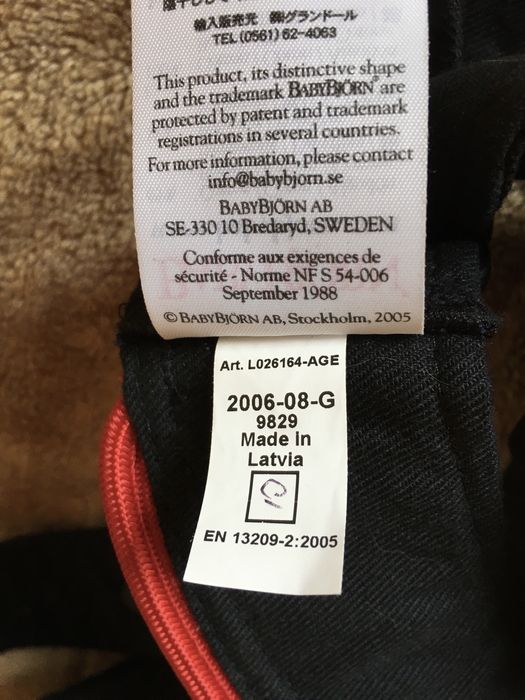 輸入販売元 ㈱グランドール
TEL (0561) 62-4063
This product, its distinctive shape
and the trademark BABYBJÖRN® are
protected by patent and trademark
registrations in several countries.
For more information, please contact
info@babybjorn.se
BABYBJÖRN AB
SE-330 10 Bredaryd, SWEDEN
Conforme aux exigences de
sécurité - Norme NF S 54-006
September 1988
© BABYBJÖRN AB, Stockholm, 2005
Art. L026164-AGE
2006-08-G
9829
Made in
Latvia
EN 13209-2:2005